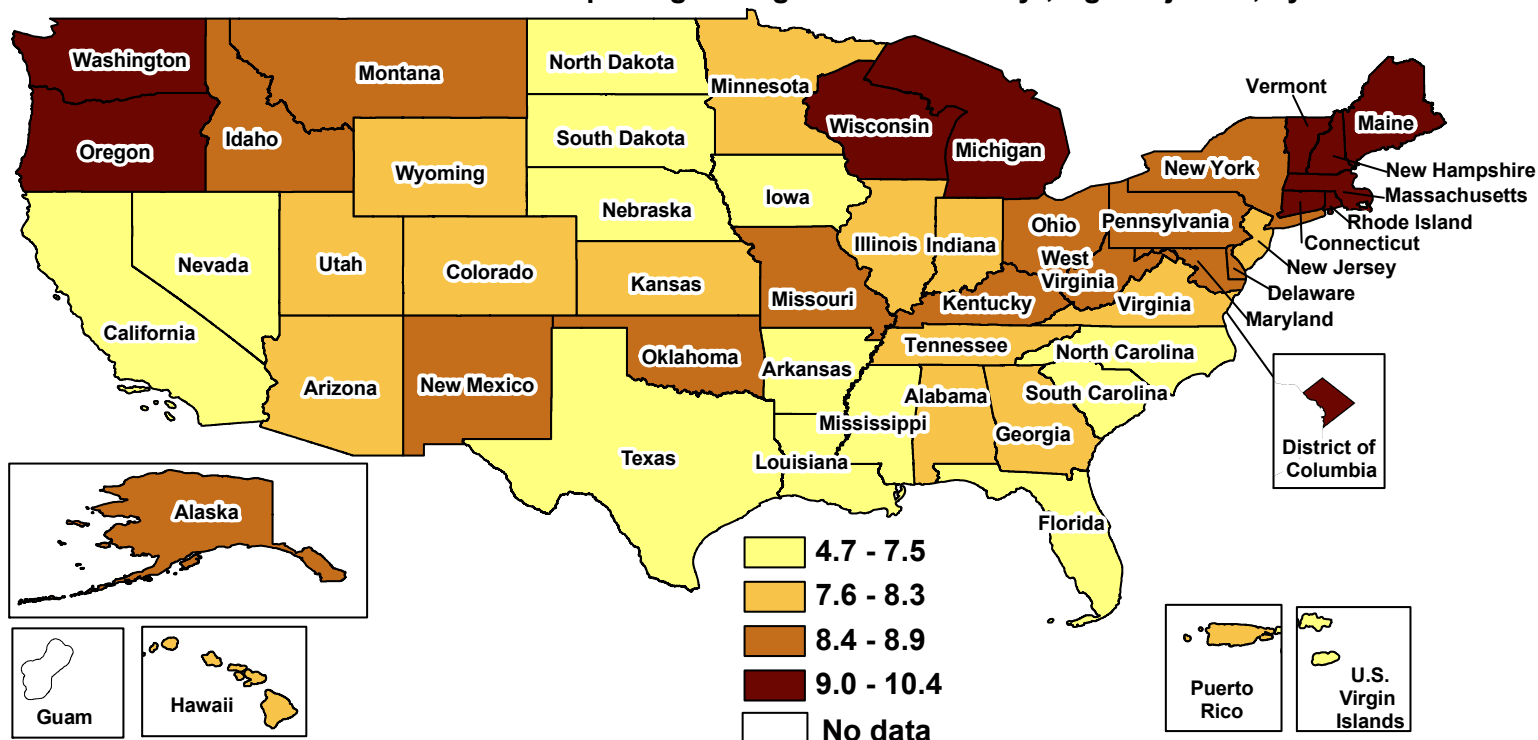 Washington
Montana
North Dakota
Minnesota
Vermont
Maine
Oregon
Idaho
South Dakota
Wisconsin
Michigan
New York
New Hampshire
Massachusetts
Rhode Island
Connecticut
Wyoming
Nebraska
Iowa
Illinois
Indiana
Ohio
Pennsylvania
New Jersey
Delaware
Maryland
Nevada
Utah
Colorado
Kansas
Missouri
West
Virginia
Kentucky
Virginia
California
Arizona
New Mexico
Oklahoma
Arkansas
Tennessee
North Carolina
South Carolina
Texas
Louisiana
Mississippi
Alabama
Georgia
Florida
District of
Columbia
Alaska
Guam
Hawaii
4.7 - 7.5
7.6 - 8.3
8.4 - 8.9
9.0 - 10.4
No data
Puerto
Rico
U.S.
Virgin
Islands